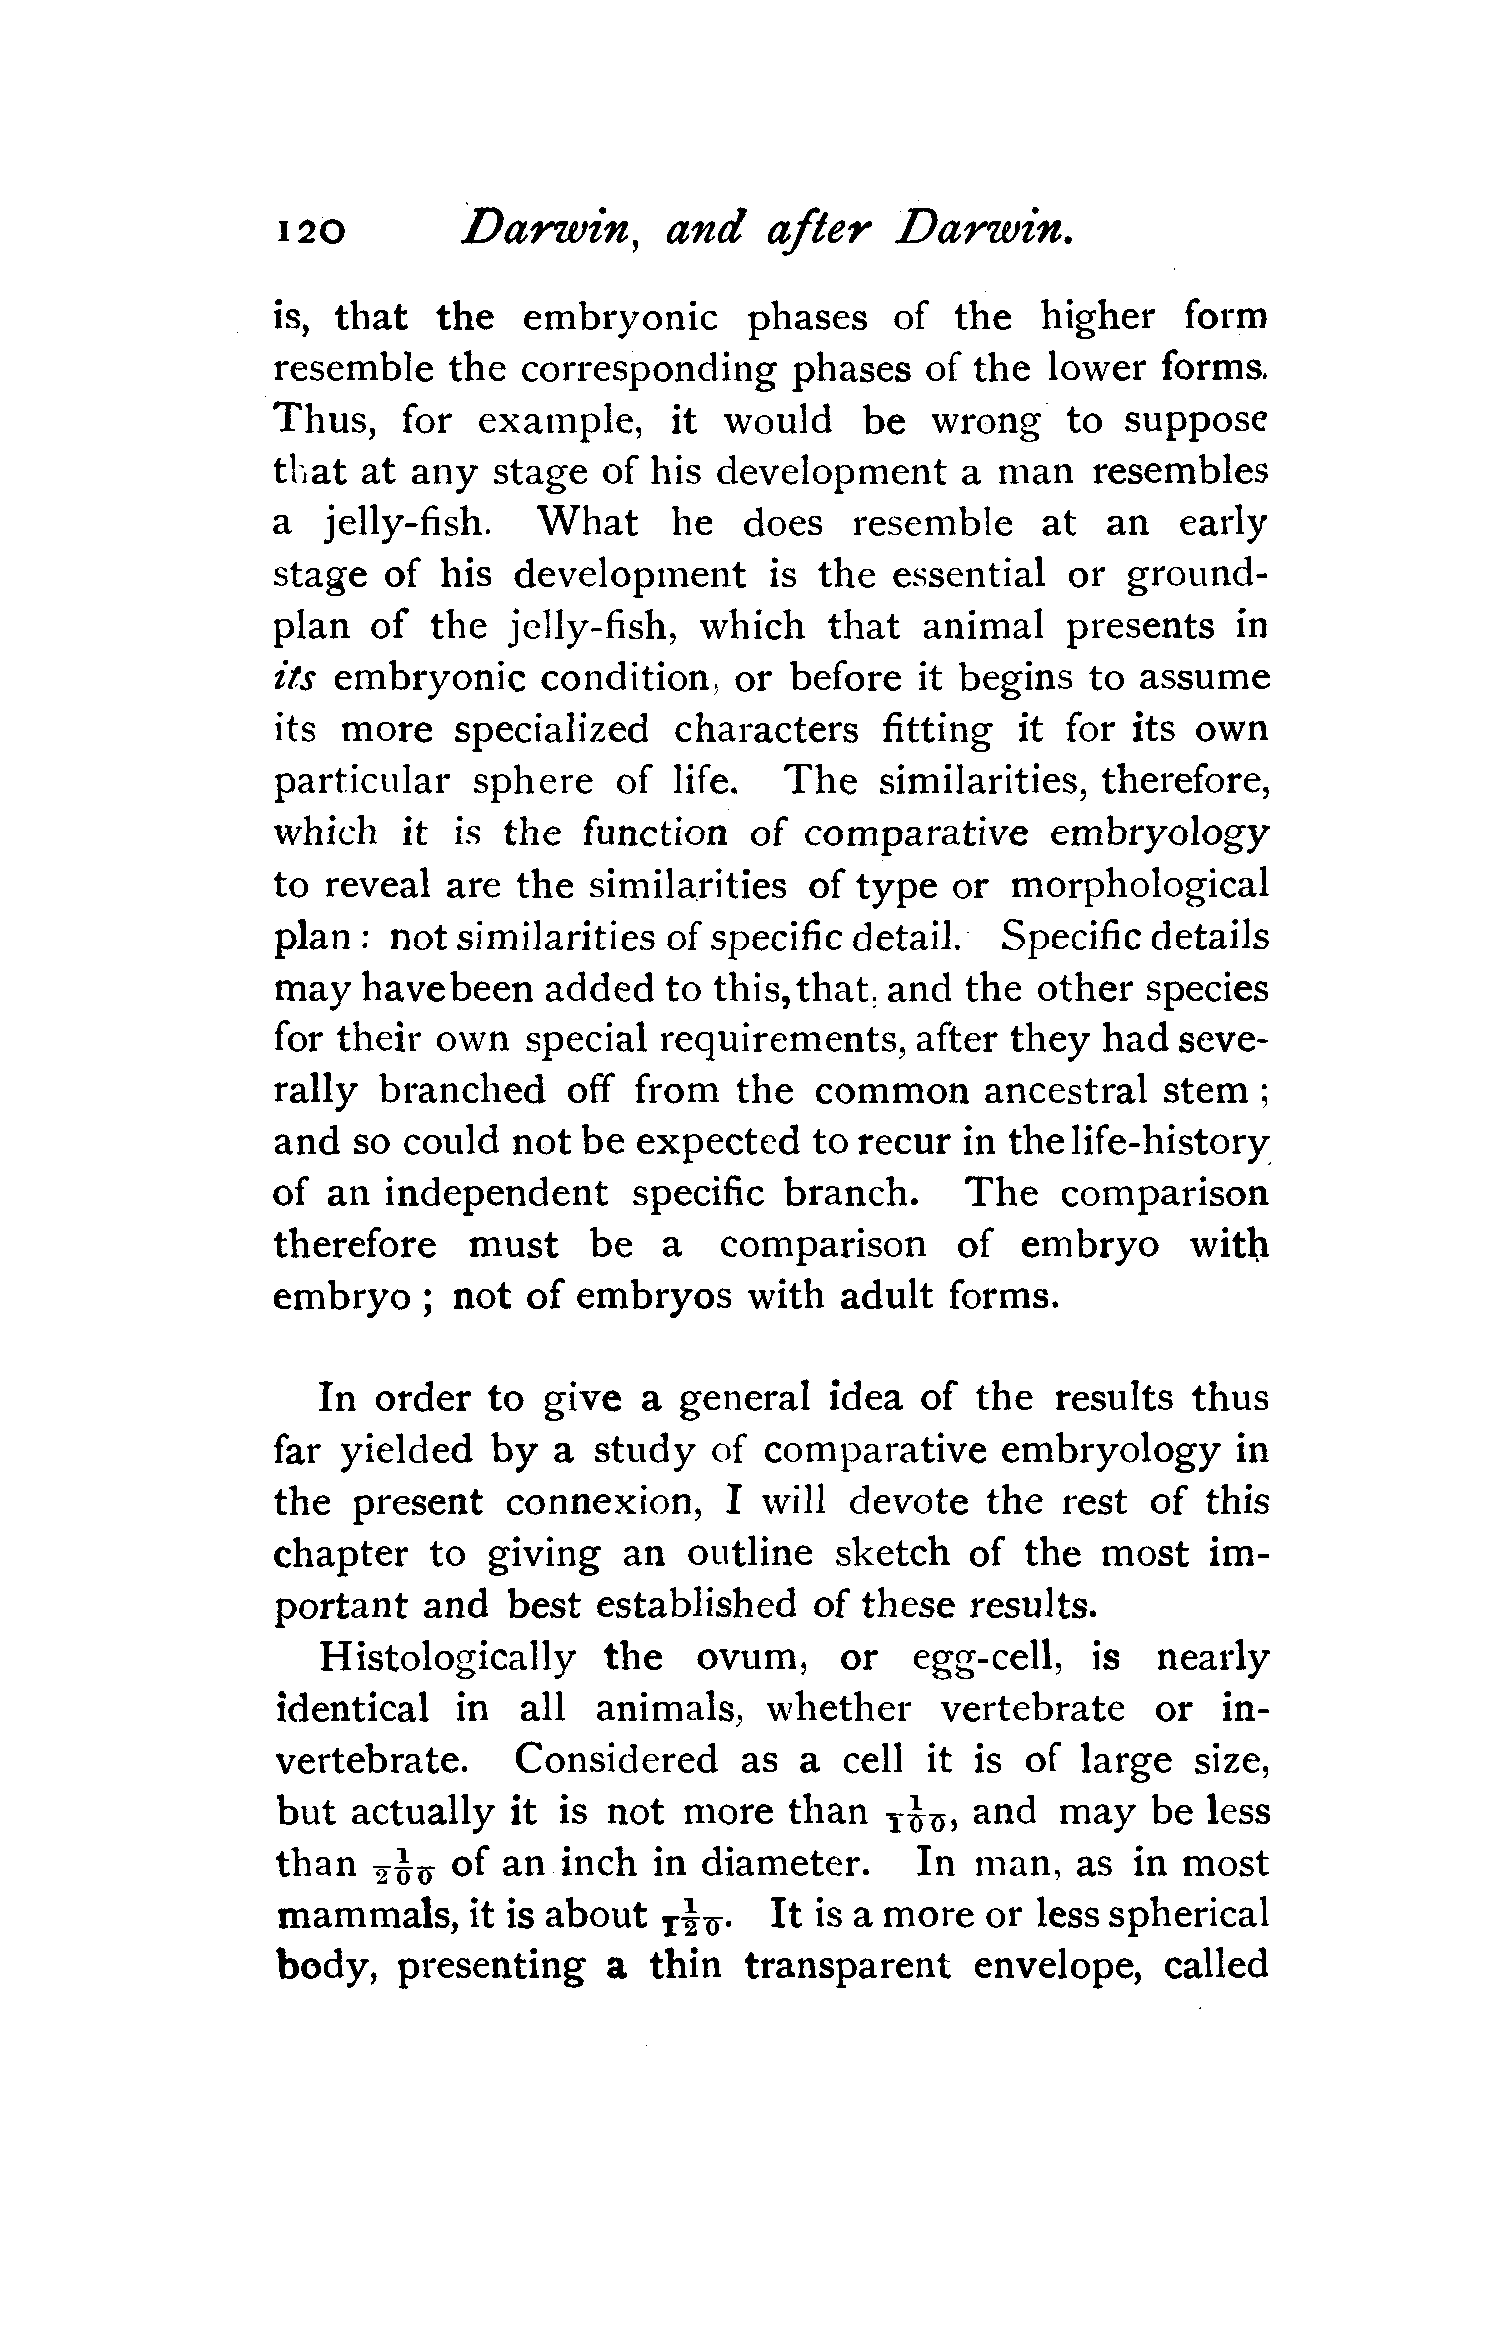 120 Darwin, and after Darwin.
is, that the embryonic phases of the higher form
resemble the corresponding phases of the lower forms.
Thus, for example, it would be wrong to suppose
that at any stage of his development a man resembles
a jelly-fish. What he does resemble at an early
stage of his development is the essential or ground-
plan of the jelly-fish, which that animal presents in
its embryonic condition, or before it begins to assume
its more specialized characters fitting it for its own
particular sphere of life. The similarities, therefore,
which it is the function of comparative embryology
to reveal are the similarities of type or morphological
plan : not similarities of specific detail. Specific details
may have been added to this, that, and the other species
for their own special requirements, after they had seve-
rally branched off from the common ancestral stem ;
and so could not be expected to recur in the life-history
of an independent specific branch. The comparison
therefore must be a comparison of embryo with
embryo ; not of embryos with adult forms.
In order to give a general idea of the results thus
far yielded by a study of comparative embryology in
the present connexion, I will devote the rest of this
chapter to giving an outline sketch of the most im-
portant and best established of these results.
Histologically the ovum, or egg-cell, is nearly
identical in all animals, whether vertebrate or in-
vertebrate. Considered as a cell it is of large size,
but actually it is not more than 1/100, and may be less
than 1/200 of an inch in diameter. In man, as in most
mammals, it is about 1/120. It is a more or less spherical
body, presenting a thin transparent envelope, called